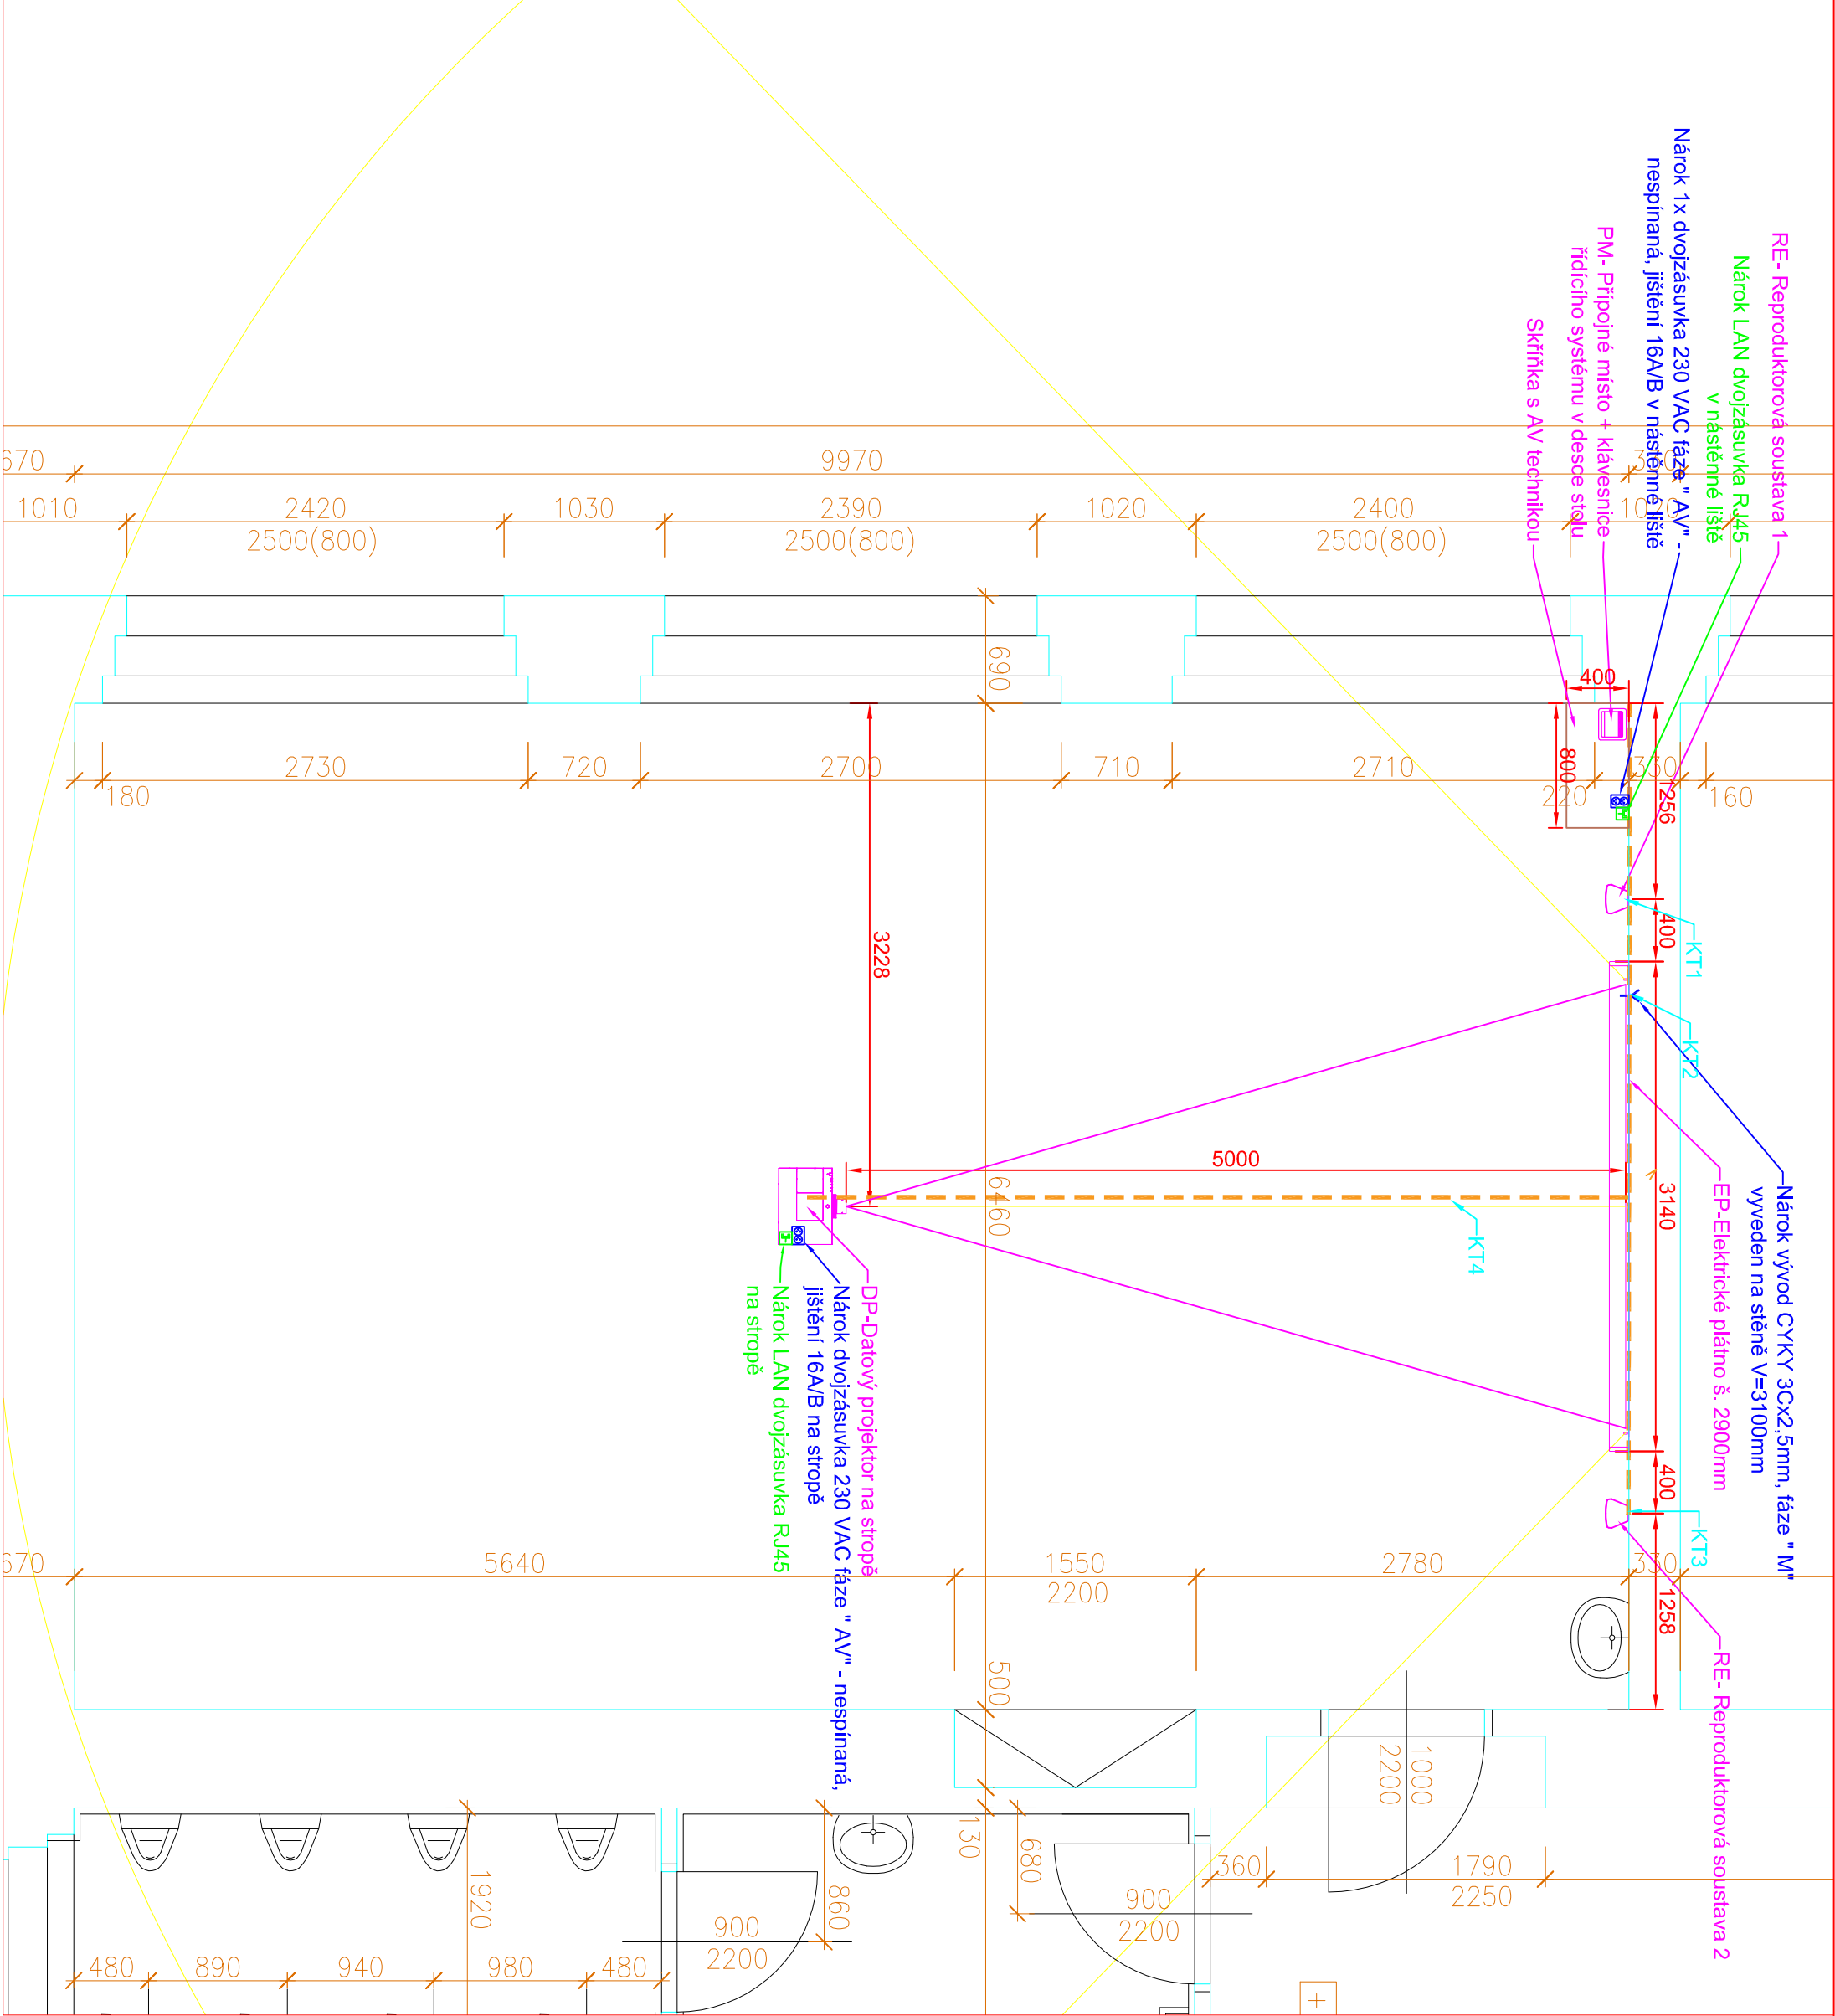 RE- Reproduktorová soustava 1
Nárok LAN dvojzásuvka RJ45
v nástěnné liště
Nárok 1x dvojzásuvka 230 VAC fáze " AV" -
nespínaná, jištění 16A/B v nástěnné liště
PM- Přípojné místo + klávesnice
řídícího systému v desce stolu
Skříňka s AV technikou
9970
1010
2420
2500(800)
1030
2390
2500(800)
1020
2400
2500(800)
690
400
800
1256
400
180
2730
720
2700
710
2710
220
330
160
3228
KT1
KT2
5000
3140
6460
KT4
Nárok vývod CYKY 3Cx2,5mm, fáze " M"
vyveden na stěně V=3100mm
EP-Elektrické plátno š. 2900mm
DP-Datový projektor na stropě
Nárok dvojzásuvka 230 VAC fáze " AV" - nespínaná,
jištění 16A/B na stropě
Nárok LAN dvojzásuvka RJ45
na stropě
400
KT3
1258
RE- Reproduktorová soustava 2
5640
1550
2200
2780
330
500
1000
2200
130
680
360
1790
2250
1920
860
900
2200
900
2200
480
890
940
980
480